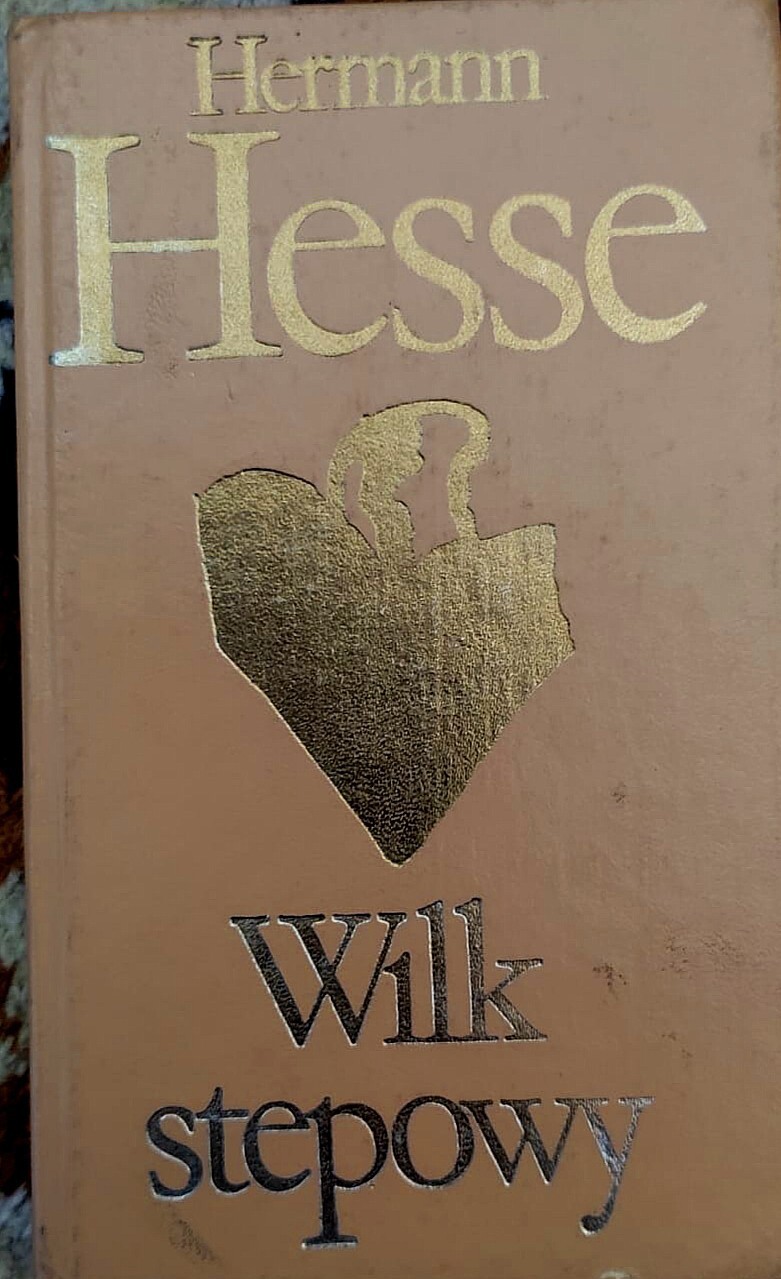 Hermann
Hesse
Wilk
stepowy